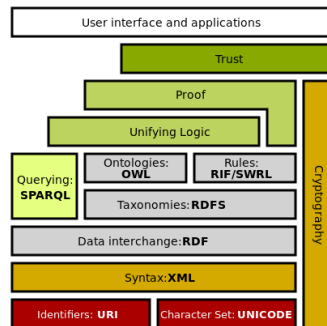 User interface and applications
Trust
Proof
Unifying Logic
Ontologies:
OWL
Rules:
RIF/SWRL
Querying:
SPARQL
Taxonomies:RDFS
Cryptography
Data interchange:RDF
Syntax:XML
Identifiers: URI
Character Set: UNICODE